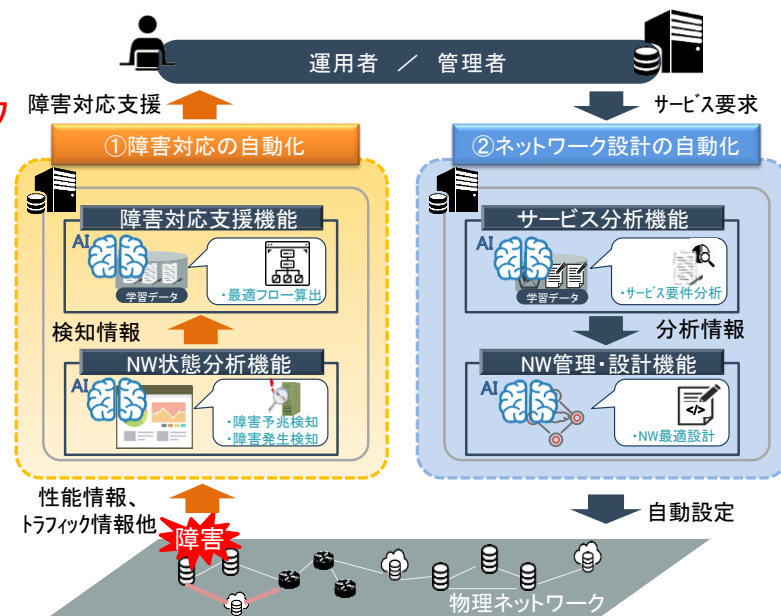 運用者 ／ 管理者
障害対応支援
サービス要求
①障害対応の自動化
②ネットワーク設計の自動化
障害対応支援機能
AI
学習データ
・最適フロー算出
サービス分析機能
AI
学習データ
・サービス要件分析
検知情報
分析情報
NW状態分析機能
AI
・障害予兆検知
・障害発生検知
NW管理・設計機能
AI
</>
・NW最適設計
性能情報、
トラフィック情報他
自動設定
障害
物理ネットワーク